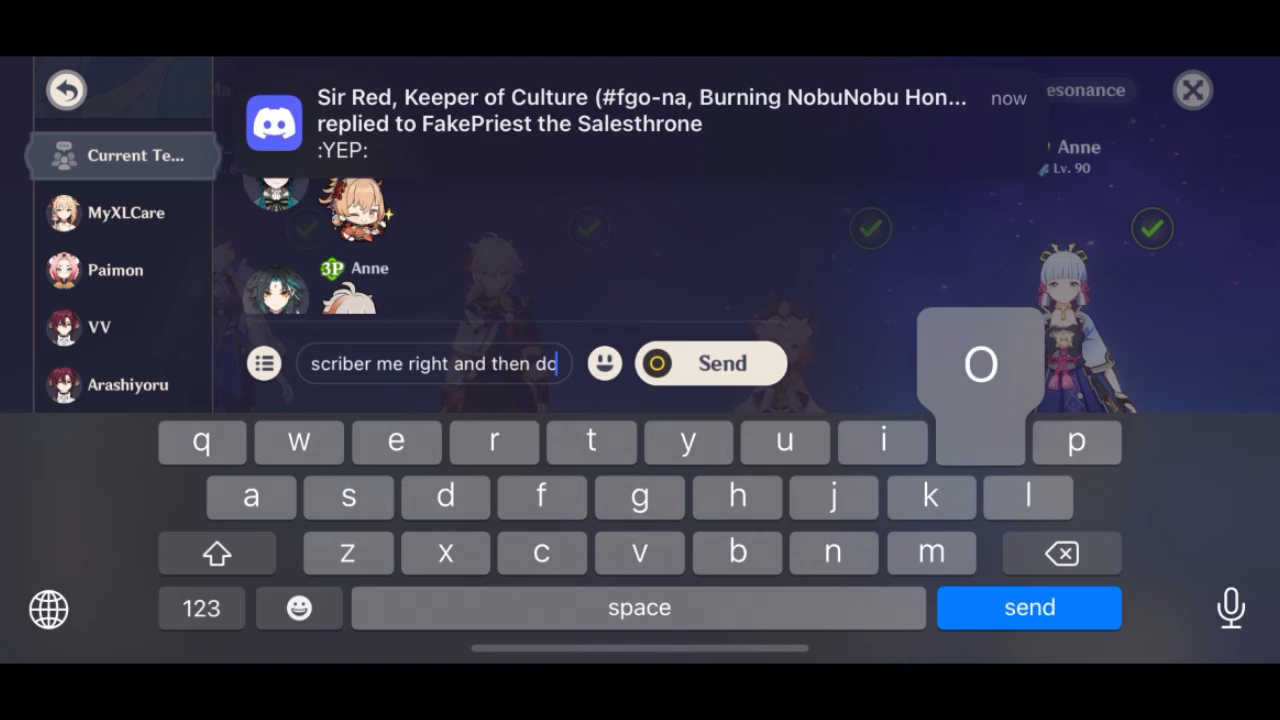 Sir Red, Keeper of Culture (#fgo-na, Burning NobuNobu Hon... now
replied to FakePriest the Salesthrone
:YEP:
esonance
Current Te...
Anne
Lv. 90
MyXLCare
Paimon
3P Anne
VV
scriber me right and then do
Send
Arashiyoru
O
q w e r t y u i p
a s d f g h j k l
z x c v b n m
123 space send